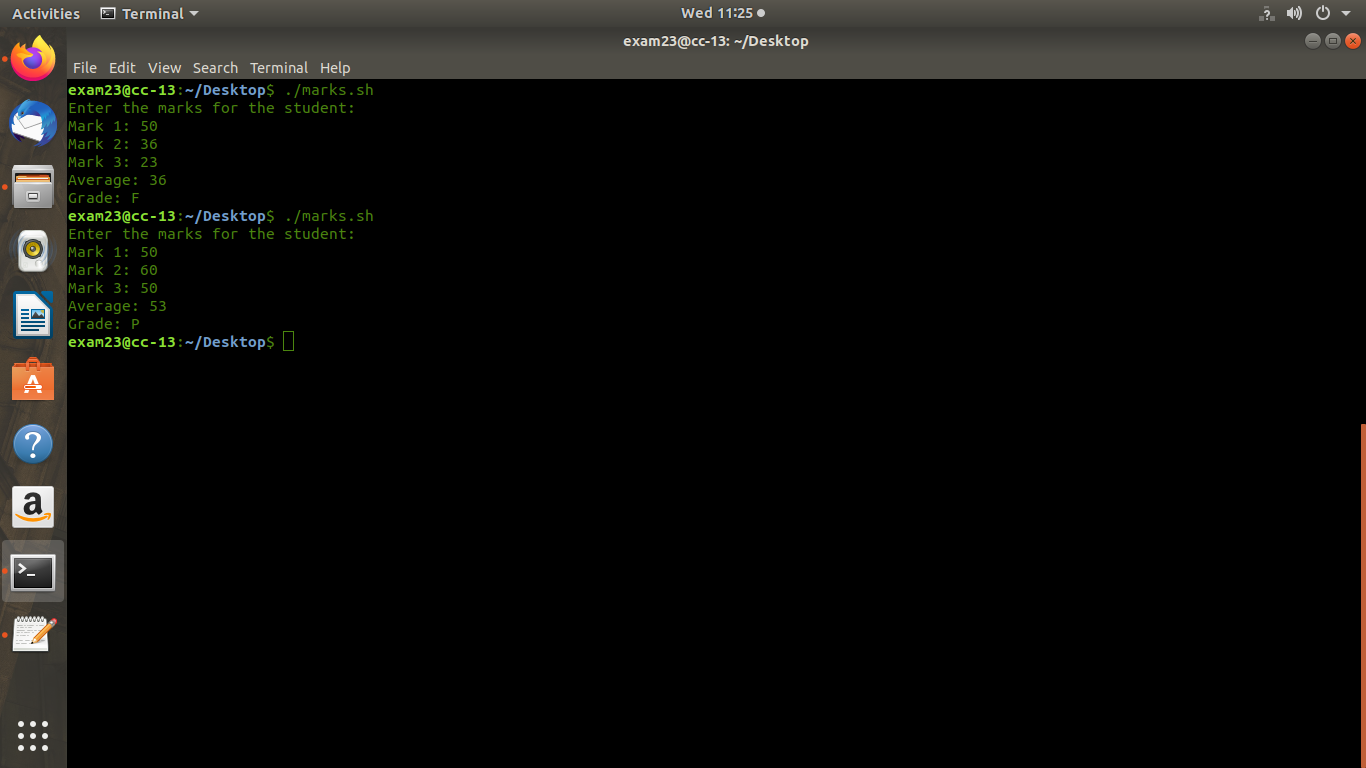 Activities Terminal Wed 11:25
exam23@cc-13: ~/Desktop
File Edit View Search Terminal Help
exam23@cc-13:~/Desktop$ ./marks.sh
Enter the marks for the student:
Mark 1: 50
Mark 2: 36
Mark 3: 23
Average: 36
Grade: F
exam23@cc-13:~/Desktop$ ./marks.sh
Enter the marks for the student:
Mark 1: 50
Mark 2: 60
Mark 3: 50
Average: 53
Grade: P
exam23@cc-13:~/Desktop$